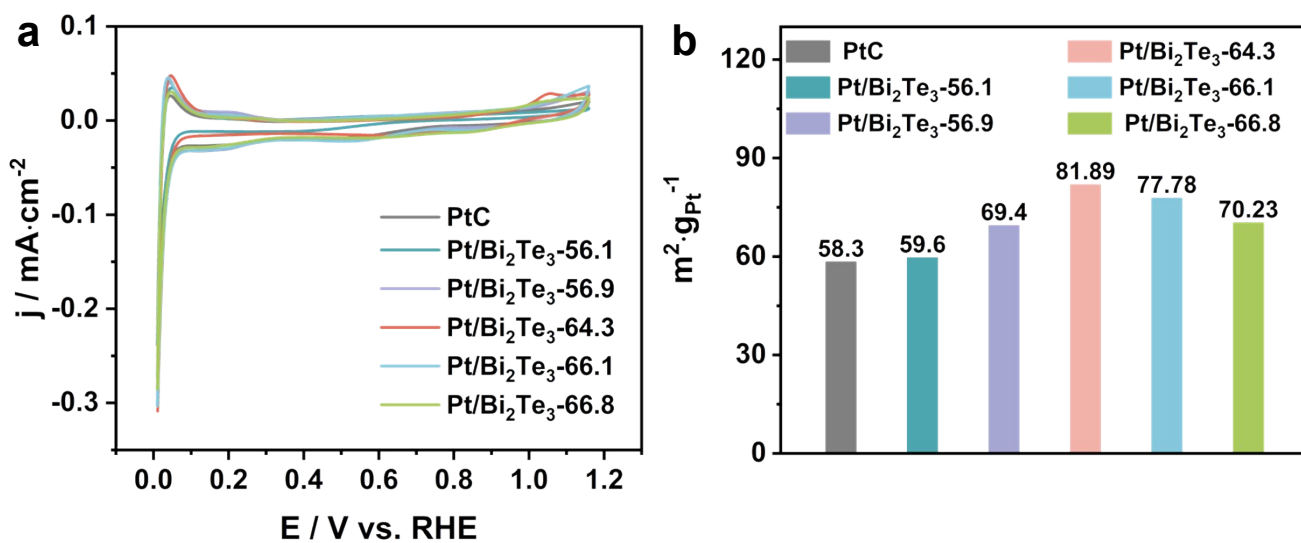 a
0.1
0.0
-0.1
-0.2
-0.3
j / mA·cm⁻²
PtC
Pt/Bi₂Te₃-56.1
Pt/Bi₂Te₃-56.9
Pt/Bi₂Te₃-64.3
Pt/Bi₂Te₃-66.1
Pt/Bi₂Te₃-66.8
0.0 0.2 0.4 0.6 0.8 1.0 1.2
E / V vs. RHE
b
120
90
60
30
0
m²·g_Pt⁻¹
PtC
Pt/Bi₂Te₃-56.1
Pt/Bi₂Te₃-56.9
Pt/Bi₂Te₃-64.3
Pt/Bi₂Te₃-66.1
Pt/Bi₂Te₃-66.8
58.3
59.6
69.4
81.89
77.78
70.23